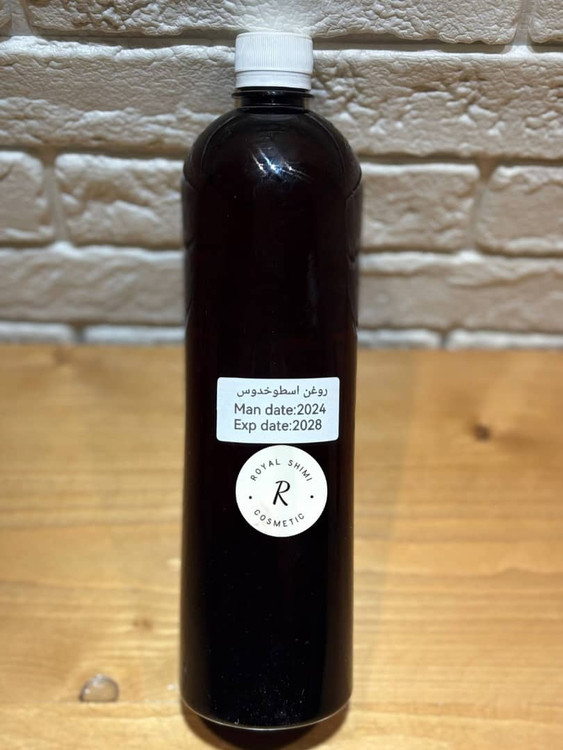 روغن اسطوخدوس
Man date:2024
Exp date:2028
ROYAL SHIMI
R
COSMETIC